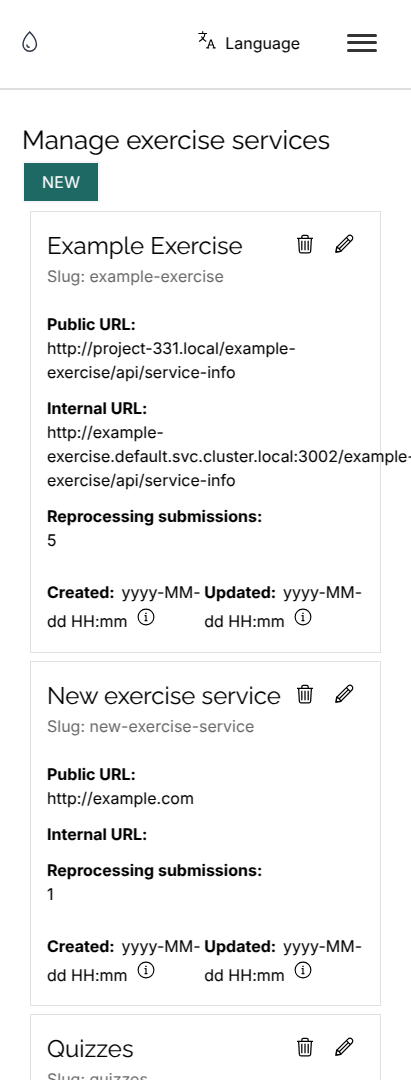 Language
Manage exercise services
NEW
Example Exercise
Slug: example-exercise
Public URL:
http://project-331.local/example-
exercise/api/service-info
Internal URL:
http://example-
exercise.default.svc.cluster.local:3002/example-
exercise/api/service-info
Reprocessing submissions:
5
Created: yyyy-MM-
dd HH:mm
Updated: yyyy-MM-
dd HH:mm
New exercise service
Slug: new-exercise-service
Public URL:
http://example.com
Internal URL:
Reprocessing submissions:
1
Created: yyyy-MM-
dd HH:mm
Updated: yyyy-MM-
dd HH:mm
Quizzes
Slug: quizzes